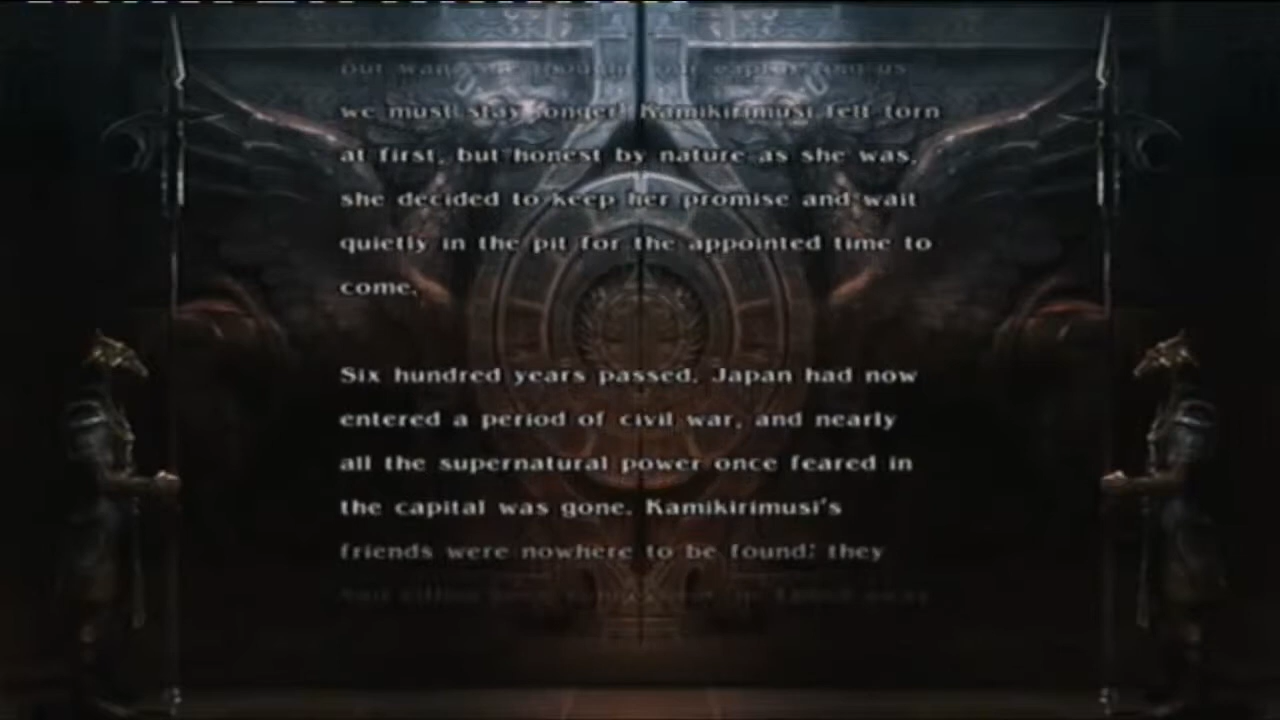 we must stay longer! Kamikirimusi felt torn
at first, but honest by nature as she was,
she decided to keep her promise and wait
quietly in the pit for the appointed time to
come.
Six hundred years passed. Japan had now
entered a period of civil war, and nearly
all the supernatural power once feared in
the capital was gone. Kamikirimusi's
friends were nowhere to be found; they